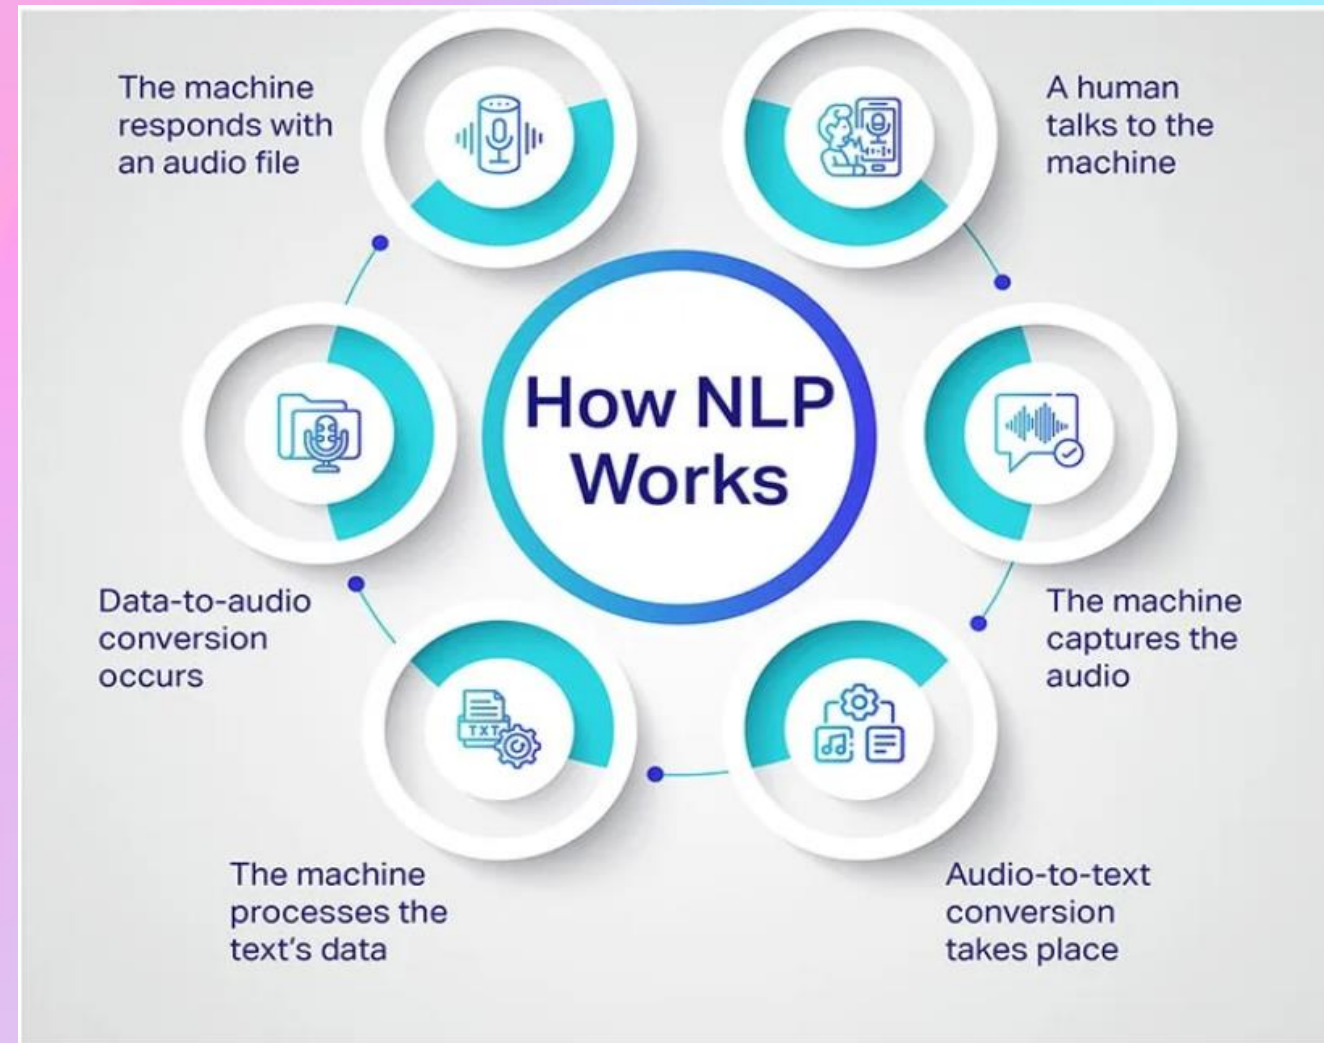 How NLP
Works
A human
talks to the
machine
The machine
captures the
audio
Audio-to-text
conversion
takes place
TXT
The machine
processes the
text's data
Data-to-audio
conversion
occurs
The machine
responds with
an audio file